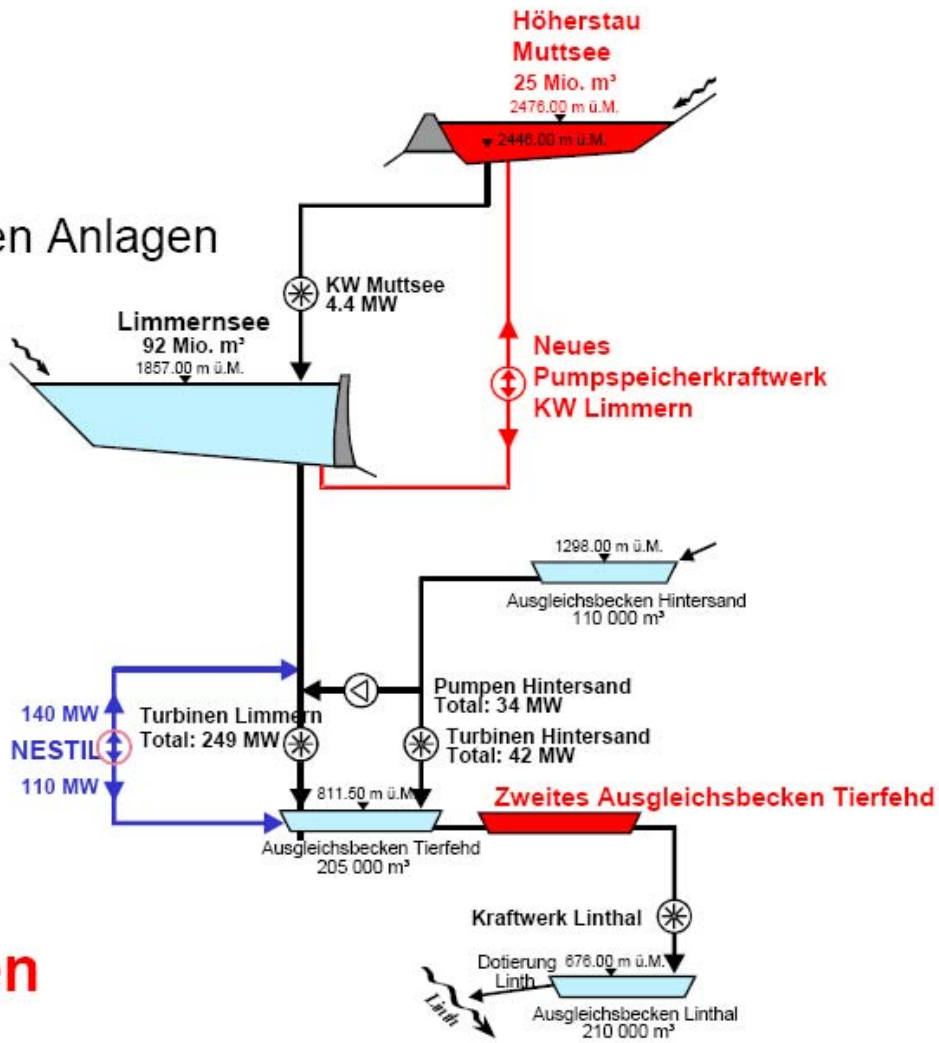 Höherstau
Muttsee
25 Mio. m³
2476.00 m ü.M.
2446.00 m ü.M.
en Anlagen
KW Muttsee
4.4 MW
Limmernsee
92 Mio. m³
1857.00 m ü.M.
Neues
Pumpspeicherkraftwerk
KW Limmern
1298.00 m ü.M.
Ausgleichsbecken Hintersand
110 000 m³
Pumpen Hintersand
Total: 34 MW
140 MW
NESTIL
110 MW
Turbinen Limmern
Total: 249 MW
Turbinen Hintersand
Total: 42 MW
811.50 m ü.M.
Zweites Ausgleichsbecken Tierfehd
Ausgleichsbecken Tierfehd
205 000 m³
Kraftwerk Linthal
en
Dotierung
Linth
676.00 m ü.M.
Linth
Ausgleichsbecken Linthal
210 000 m³